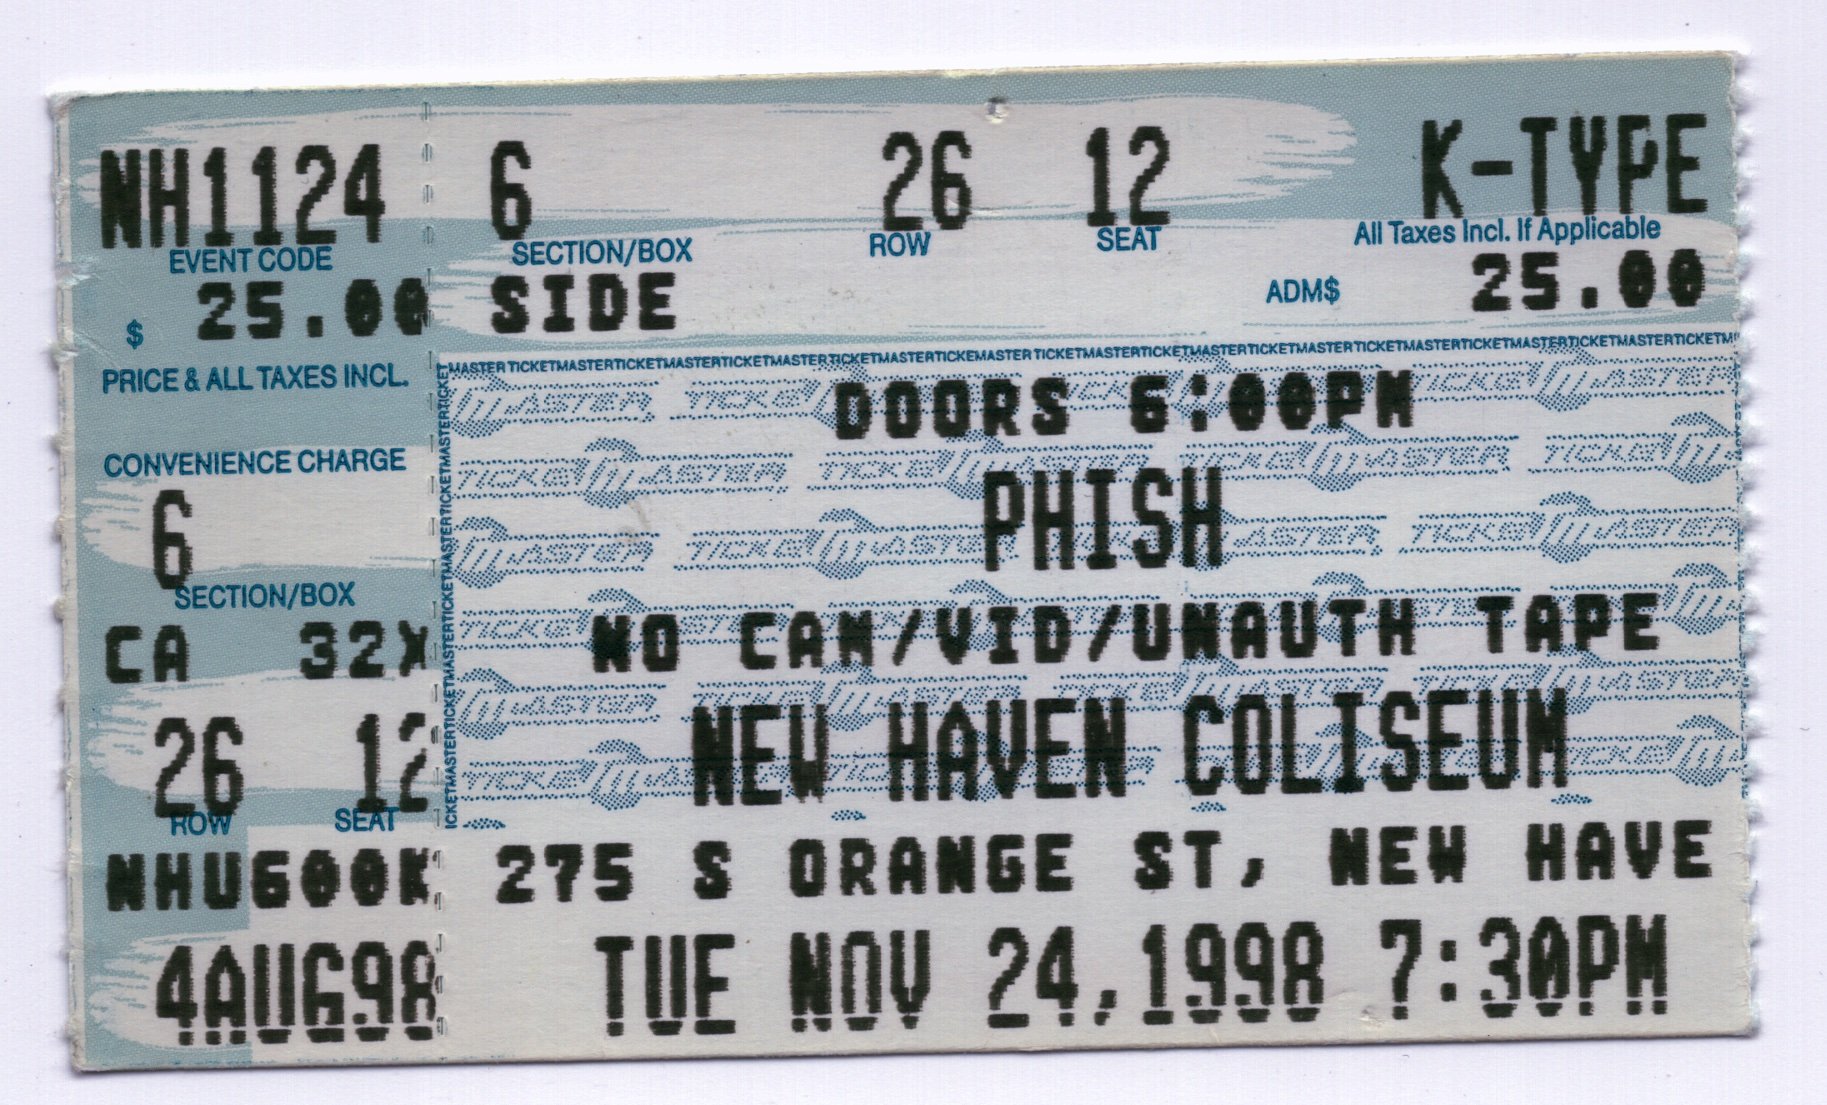 NH1124
EVENT CODE
$ 25.00
PRICE & ALL TAXES INCL.
CONVENIENCE CHARGE
6
SECTION/BOX
CA 32X
26 12
ROW SEAT
NHU600K
4AUG98
6 26 12 K-TYPE
SECTION/BOX ROW SEAT All Taxes Incl. If Applicable
SIDE ADM$ 25.00
MASTERTICKETMASTERTICKETMASTERTICKETMASTERTICKETMASTERTICKEMASTERTICKETMASTERTICKETMASTERTICKETMASTERTICKETMASTERTICKETM
DOORS 6:00PM
PHISH
NO CAM/VID/UNAUTH TAPE
NEW HAVEN COLISEUM
275 S ORANGE ST, NEW HAVE
TUE NOV 24,1998 7:30PM